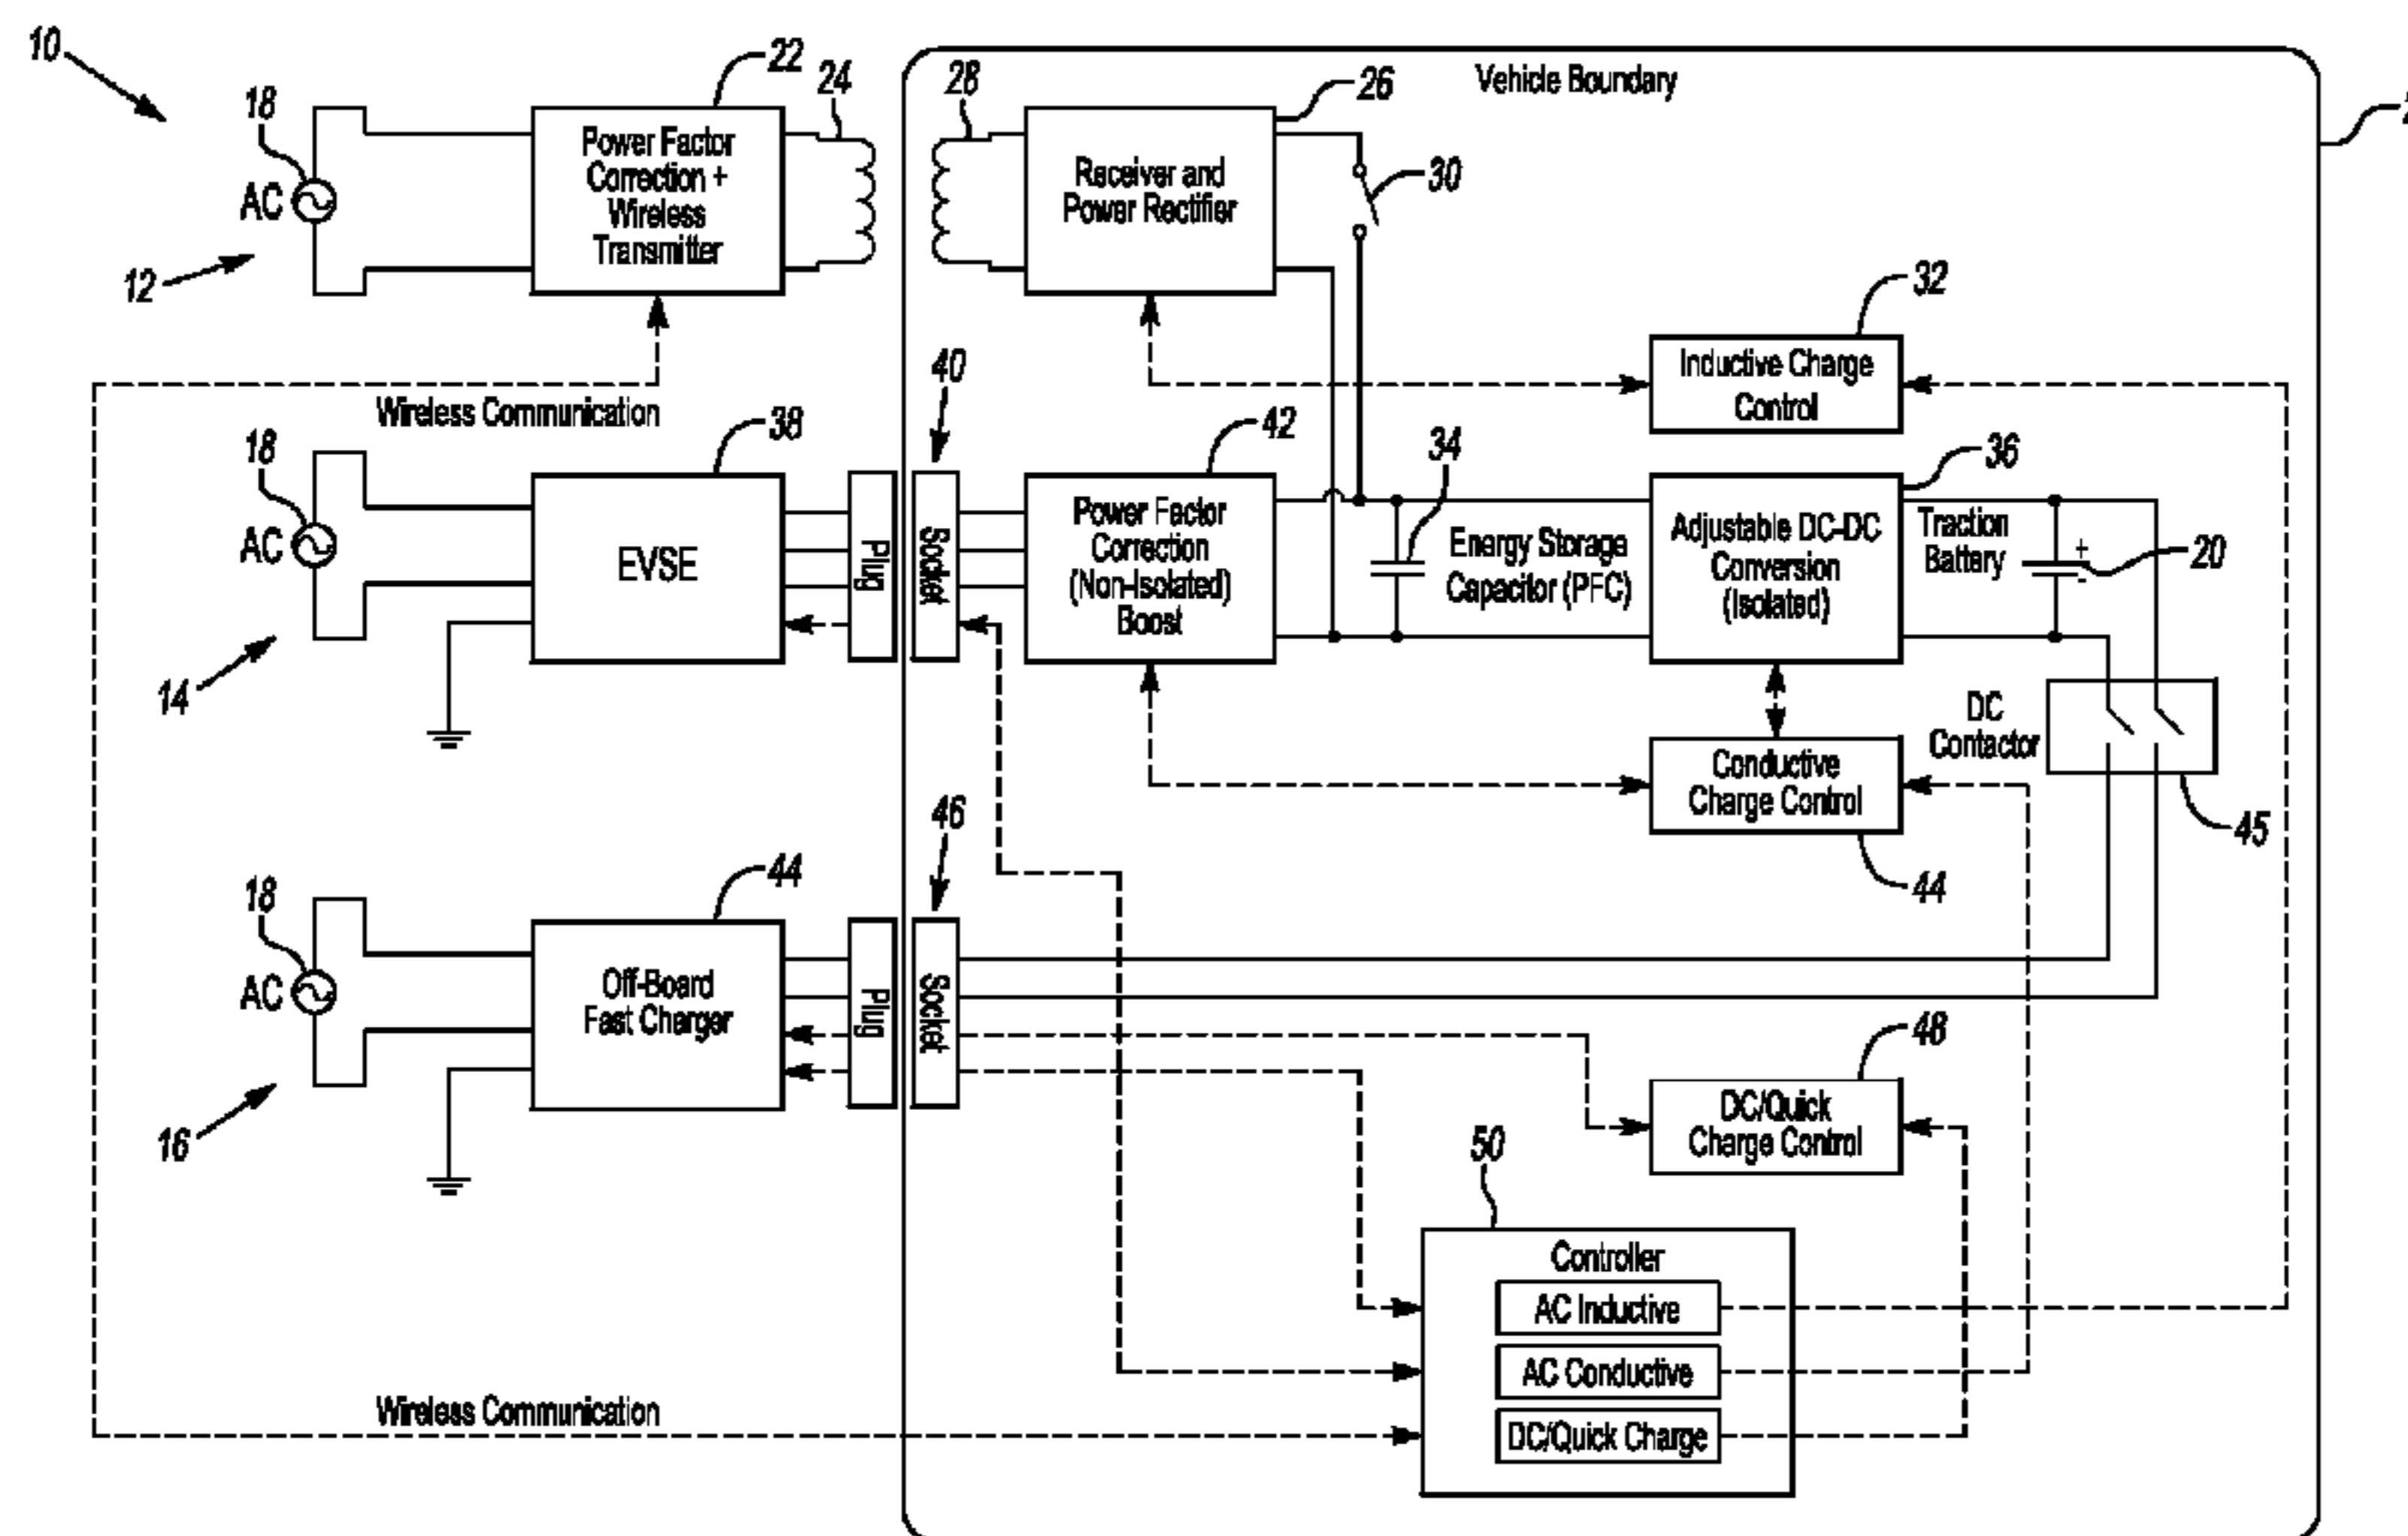 10
18
AC
12
22
Power Factor
Correction +
Wireless
Transmitter
24
28
26
Receiver and
Power Rectifier
30
Vehicle Boundary
32
Inductive Charge
Control
Wireless Communication
18
AC
14
38
EVSE
Plug
40
Socket
42
Power Factor
Correction
(Non-Isolated)
Boost
34
Energy Storage
Capacitor (PFC)
36
Adjustable DC-DC
Conversion
(Isolated)
Traction
Battery
+
-
20
DC
Contactor
45
Conductive
Charge Control
44
18
AC
16
44
Off-Board
Fast Charger
Plug
46
Socket
48
DC/Quick
Charge Control
50
Controller
AC Inductive
AC Conductive
DC/Quick Charge
Wireless Communication